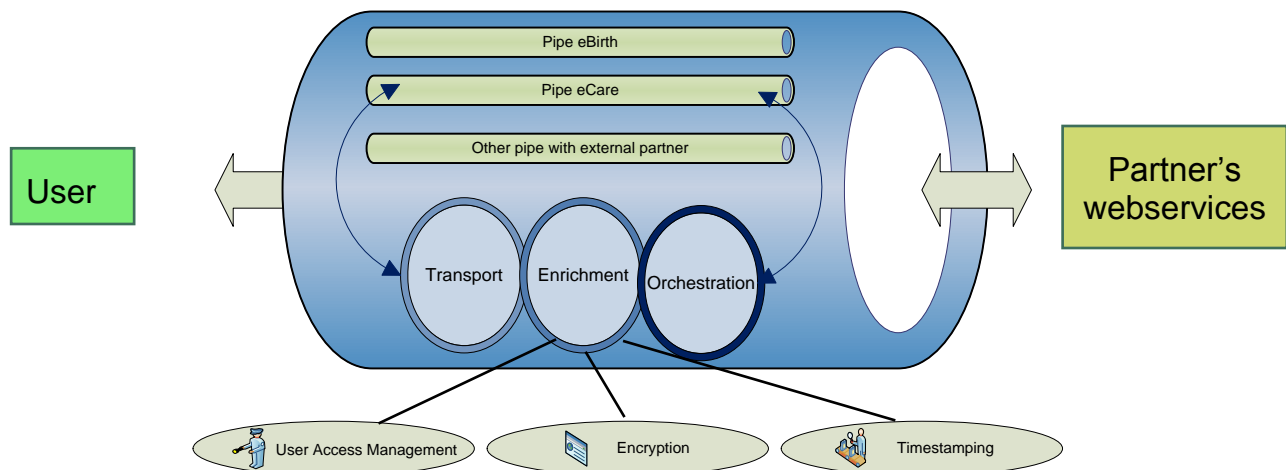 Pipe eBirth
Pipe eCare
Other pipe with external partner
User
Partner's
webservices
Transport
Enrichment
Orchestration
User Access Management
Encryption
Timestamping